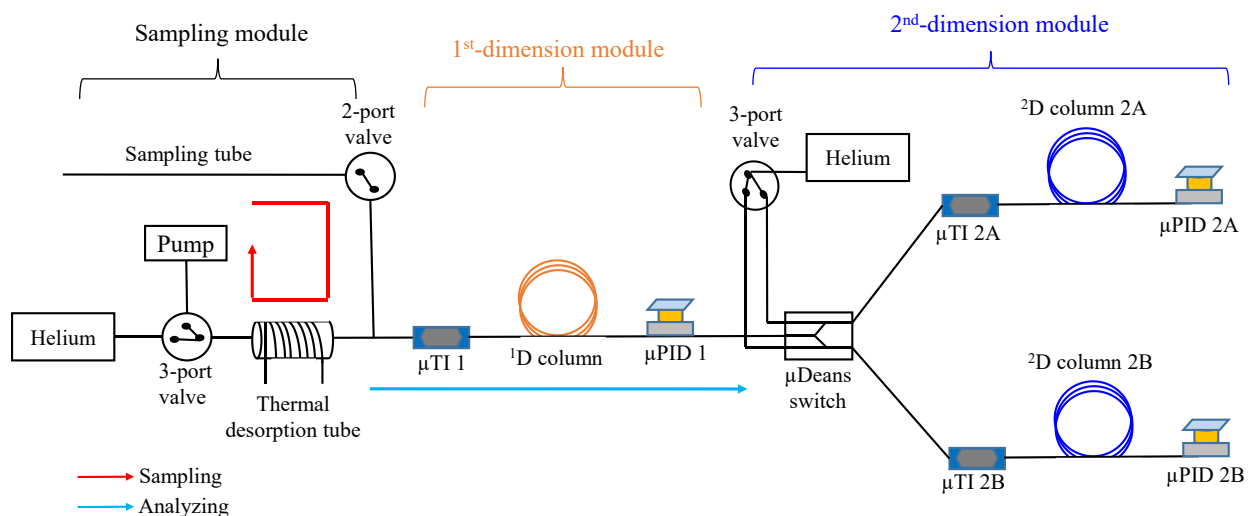 Sampling module
1st-dimension module
2nd-dimension module
2-port
valve
3-port
valve
²D column 2A
Sampling tube
Helium
Pump
µTI 2A
µPID 2A
Helium
3-port
valve
Thermal
desorption tube
µTI 1
¹D column
µPID 1
µDeans
switch
²D column 2B
µTI 2B
µPID 2B
Sampling
Analyzing